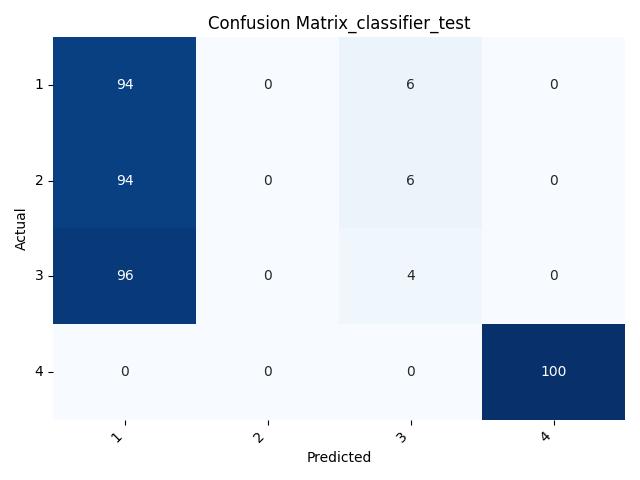 Confusion Matrix_classifier_test
Actual
1 94 0 6 0
2 94 0 6 0
3 96 0 4 0
4 0 0 0 100
1 2 3 4
Predicted